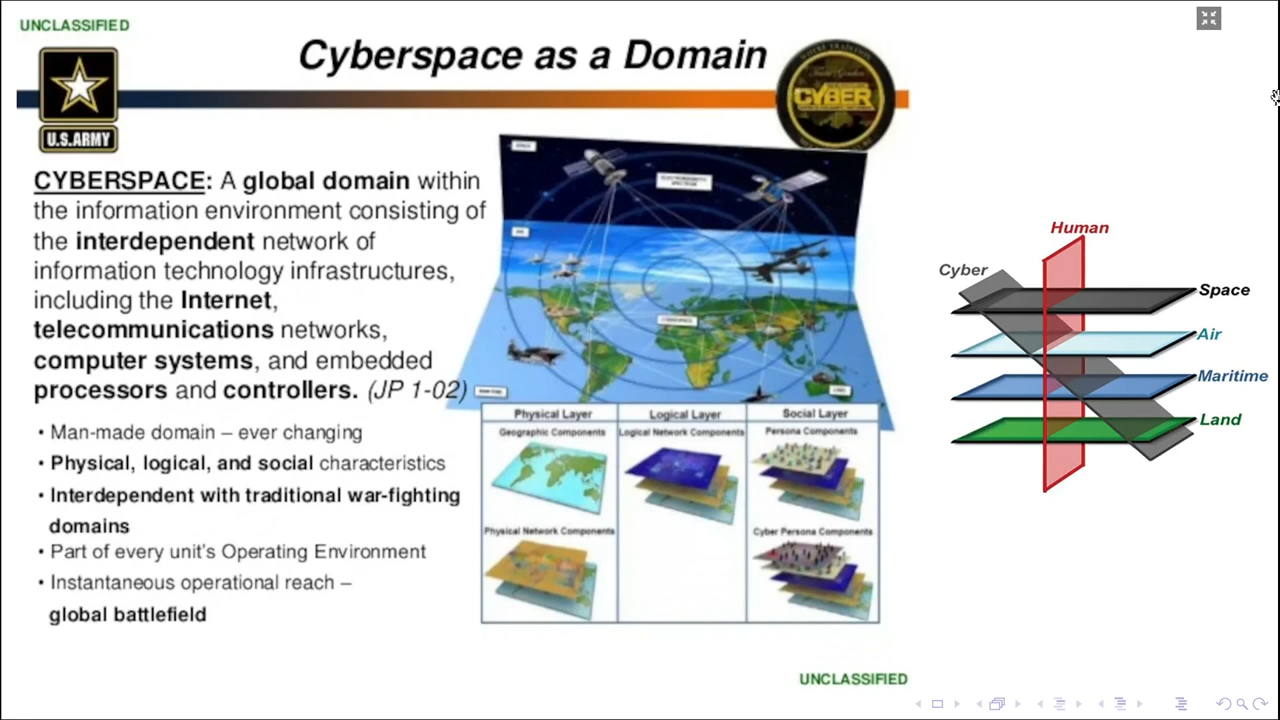 UNCLASSIFIED
Cyberspace as a Domain
U.S.ARMY
CYBER
CYBERSPACE: A global domain within
the information environment consisting of
the interdependent network of
information technology infrastructures,
including the Internet,
telecommunications networks,
computer systems, and embedded
processors and controllers. (JP 1-02)
• Man-made domain – ever changing
• Physical, logical, and social characteristics
• Interdependent with traditional war-fighting
domains
• Part of every unit's Operating Environment
• Instantaneous operational reach –
global battlefield
SPACE
AIR
CYBERSPACE
LAND
Physical Layer
Logical Layer
Social Layer
Geographic Components
Logical Network Components
Persona Components
Physical Network Components
Cyber Persona Components
Human
Cyber
Space
Air
Maritime
Land
UNCLASSIFIED